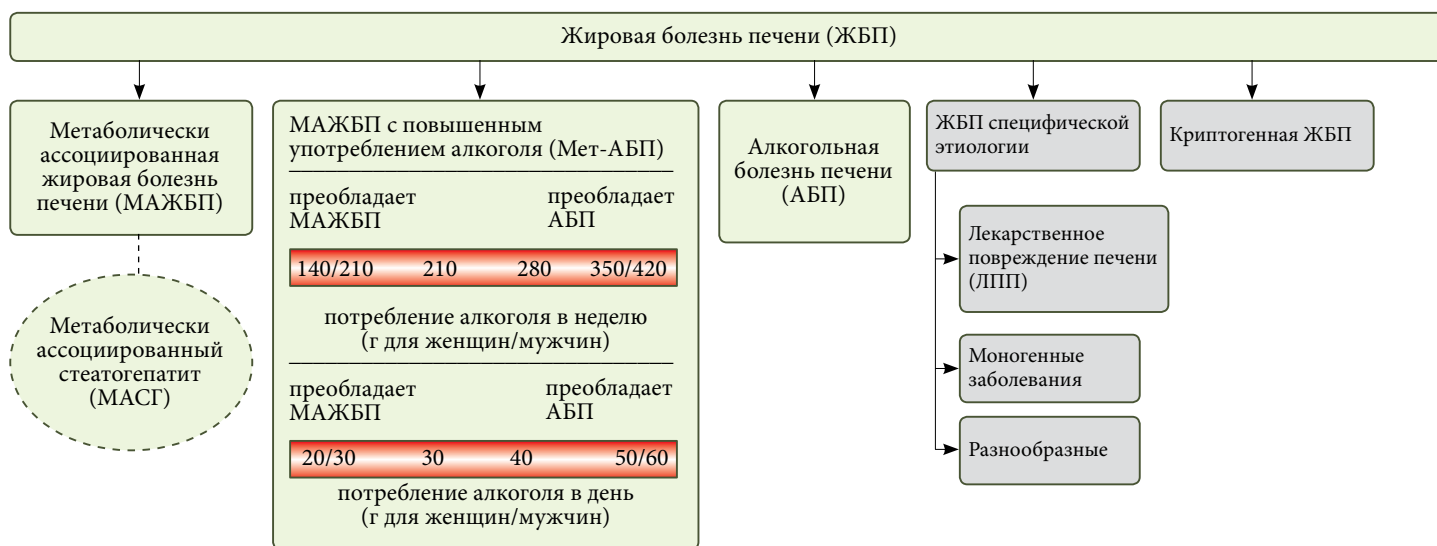 Жировая болезнь печени (ЖБП)
Метаболически
ассоциированная
жировая болезнь
печени (МАЖБП)
Метаболически
ассоциированный
стеатогепатит
(МАСГ)
МАЖБП с повышенным
употреблением алкоголя (Мет-АБП)
преобладает преобладает
МАЖБП АБП
140/210 210 280 350/420
потребление алкоголя в неделю
(г для женщин/мужчин)
преобладает преобладает
МАЖБП АБП
20/30 30 40 50/60
потребление алкоголя в день
(г для женщин/мужчин)
Алкогольная
болезнь печени
(АБП)
ЖБП специфической
этиологии
Лекарственное
повреждение печени
(ЛПП)
Моногенные
заболевания
Разнообразные
Криптогенная ЖБП